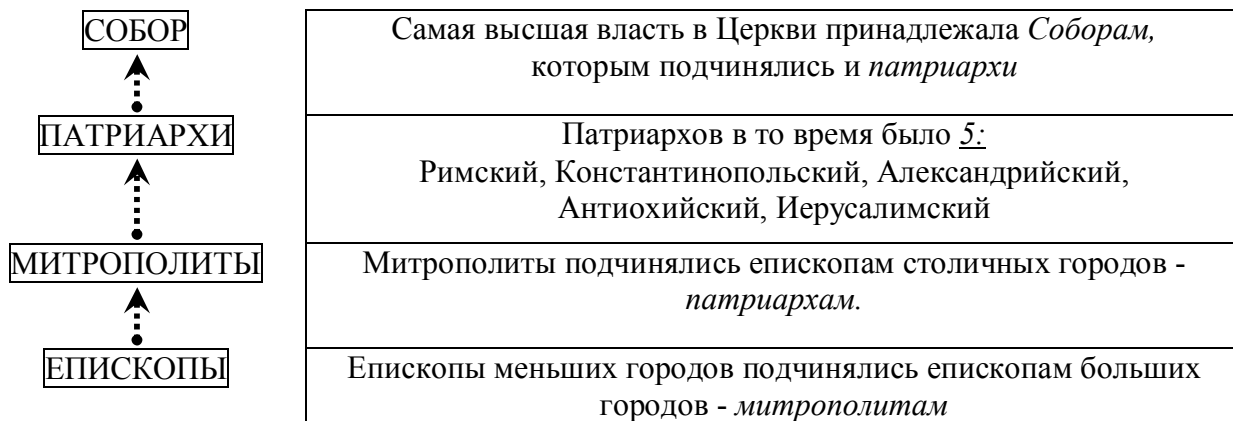 СОБОР
Самая высшая власть в Церкви принадлежала Соборам,
которым подчинялись и патриархи
ПАТРИАРХИ
Патриархов в то время было 5:
Римский, Константинопольский, Александрийский,
Антиохийский, Иерусалимский
МИТРОПОЛИТЫ
Митрополиты подчинялись епископам столичных городов -
патриархам.
ЕПИСКОПЫ
Епископы меньших городов подчинялись епископам больших
городов - митрополитам